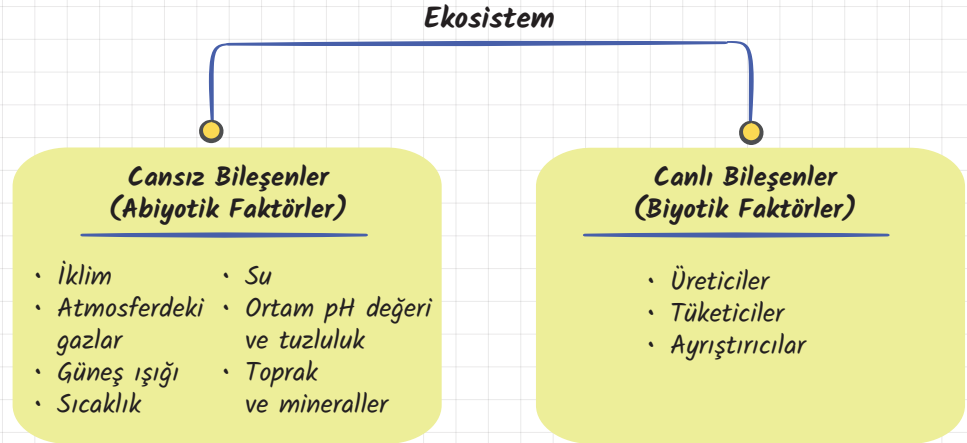 Ekosistem
Cansız Bileşenler
(Abiyotik Faktörler)
• İklim
• Atmosferdeki
gazlar
• Güneş ışığı
• Sıcaklık
• Su
• Ortam pH değeri
ve tuzluluk
• Toprak
ve mineraller
Canlı Bileşenler
(Biyotik Faktörler)
• Üreticiler
• Tüketiciler
• Ayrıştırıcılar